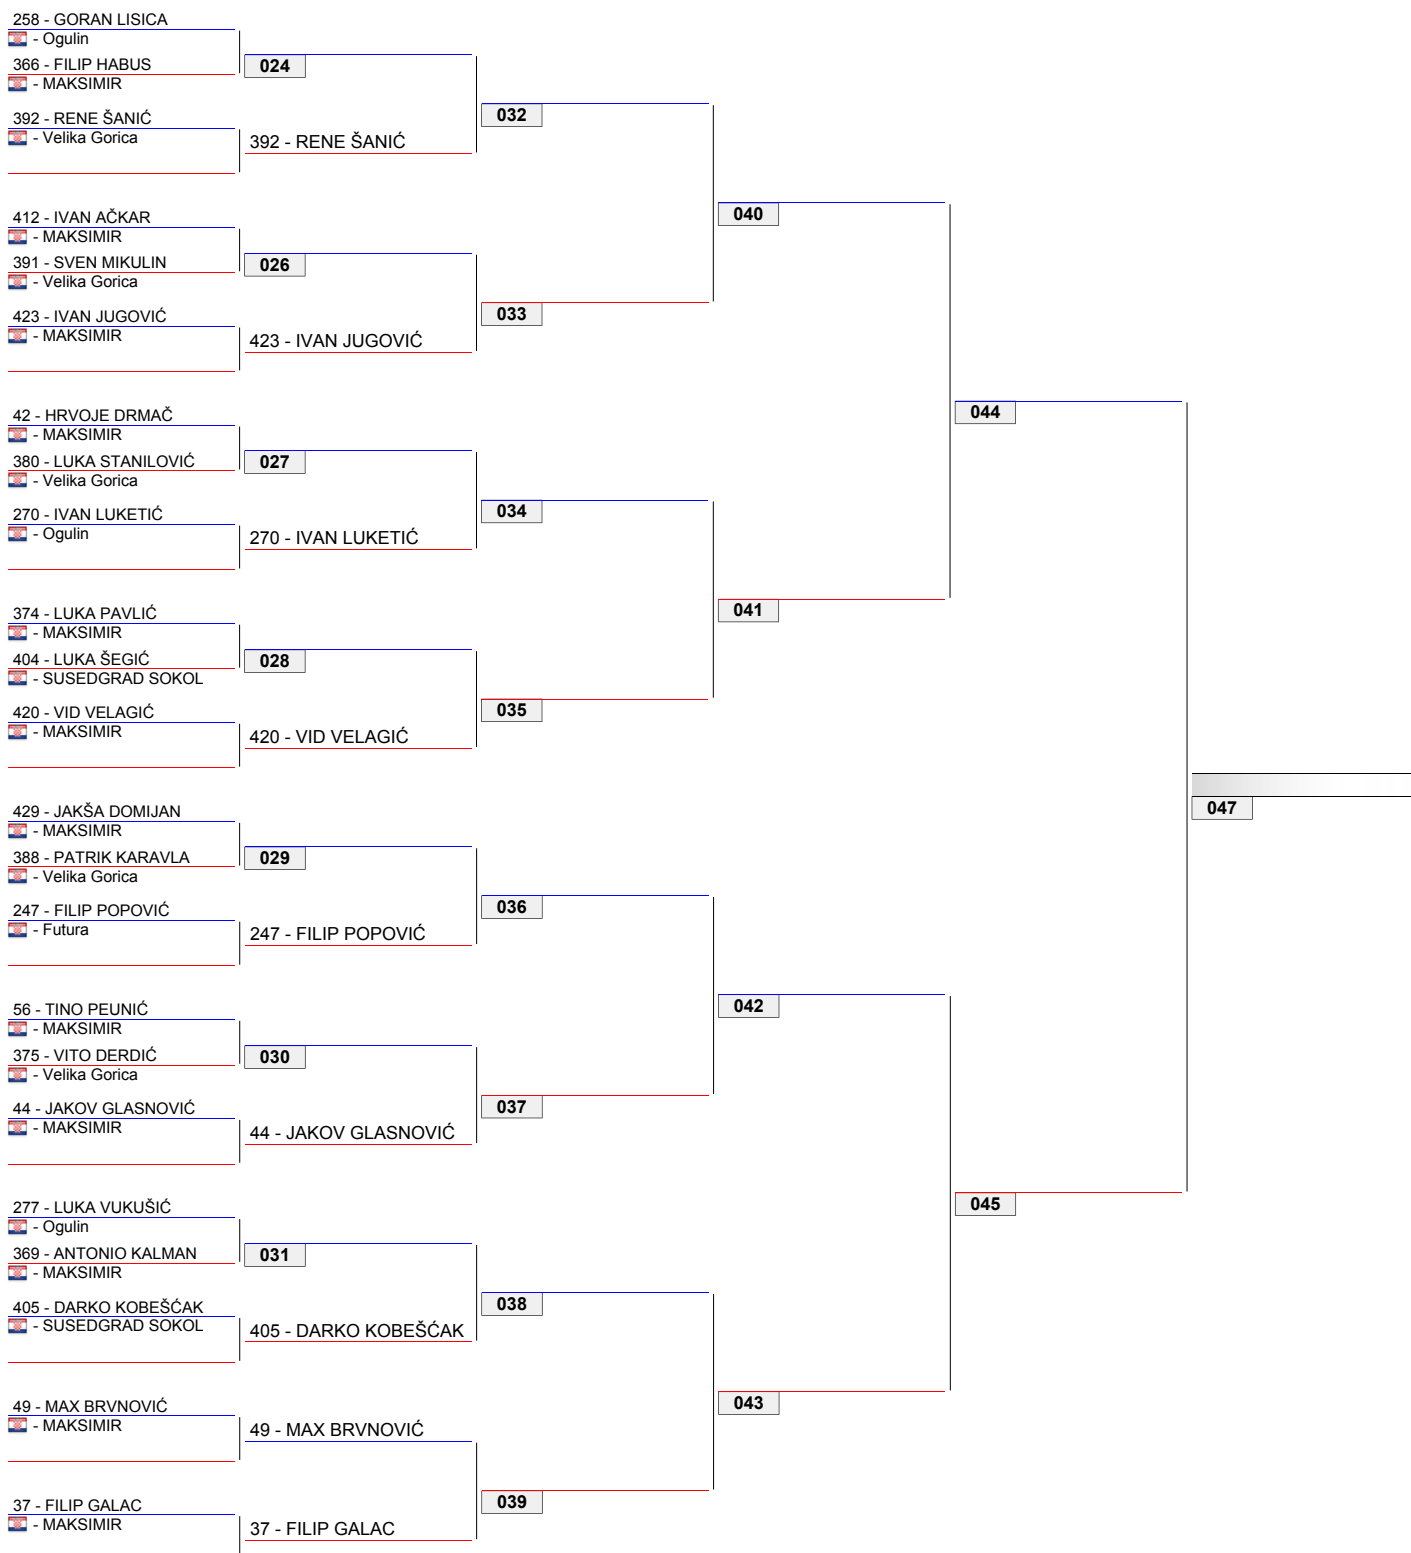 258 - GORAN LISICA
- Ogulin
366 - FILIP HABUS
- MAKSIMIR
024
392 - RENE ŠANIĆ
- Velika Gorica
392 - RENE ŠANIĆ
032
412 - IVAN AČKAR
- MAKSIMIR
391 - SVEN MIKULIN
- Velika Gorica
026
423 - IVAN JUGOVIĆ
- MAKSIMIR
423 - IVAN JUGOVIĆ
033
040
42 - HRVOJE DRMAČ
- MAKSIMIR
380 - LUKA STANILOVIĆ
- Velika Gorica
027
270 - IVAN LUKETIĆ
- Ogulin
270 - IVAN LUKETIĆ
034
374 - LUKA PAVLIĆ
- MAKSIMIR
404 - LUKA ŠEGIĆ
- SUSEDGRAD SOKOL
028
420 - VID VELAGIĆ
- MAKSIMIR
420 - VID VELAGIĆ
035
041
044
429 - JAKŠA DOMIJAN
- MAKSIMIR
388 - PATRIK KARAVLA
- Velika Gorica
029
247 - FILIP POPOVIĆ
- Futura
247 - FILIP POPOVIĆ
036
56 - TINO PEUNIĆ
- MAKSIMIR
375 - VITO DERDIĆ
- Velika Gorica
030
44 - JAKOV GLASNOVIĆ
- MAKSIMIR
44 - JAKOV GLASNOVIĆ
037
042
277 - LUKA VUKUŠIĆ
- Ogulin
369 - ANTONIO KALMAN
- MAKSIMIR
031
405 - DARKO KOBEŠĆAK
- SUSEDGRAD SOKOL
405 - DARKO KOBEŠĆAK
038
49 - MAX BRVNOVIĆ
- MAKSIMIR
49 - MAX BRVNOVIĆ
37 - FILIP GALAC
- MAKSIMIR
37 - FILIP GALAC
039
043
045
047